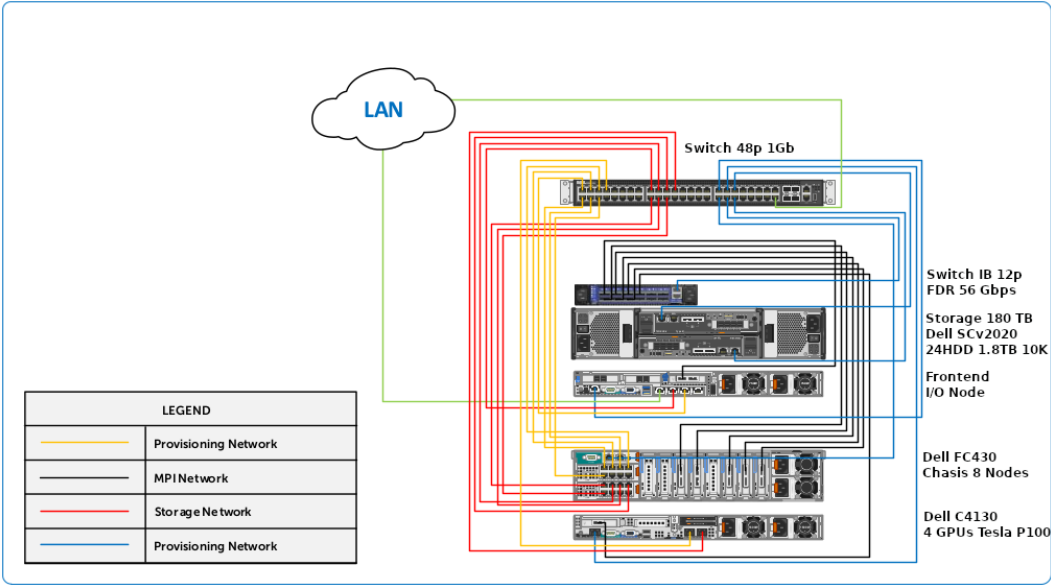 LAN
Switch 48p 1Gb
Switch IB 12p
FDR 56 Gbps
Storage 180 TB
Dell SCv2020
24HDD 1.8TB 10K
Frontend
I/O Node
Dell FC430
Chasis 8 Nodes
Dell C4130
4 GPUs Tesla P100
LEGEND
Provisioning Network
MPI Network
Storage Network
Provisioning Network